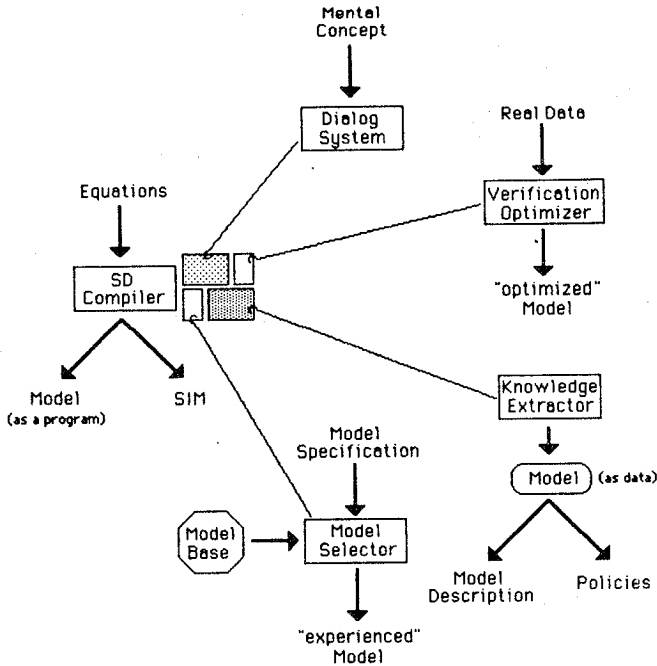 Mental
Concept
Dialog
System
Real Data
Verification
Optimizer
"optimized"
Model
Equations
SD
Compiler
Model
(as a program)
SIM
Knowledge
Extractor
Model
(as data)
Model
Description
Policies
Model
Specification
Model
Base
Model
Selector
"experienced"
Model